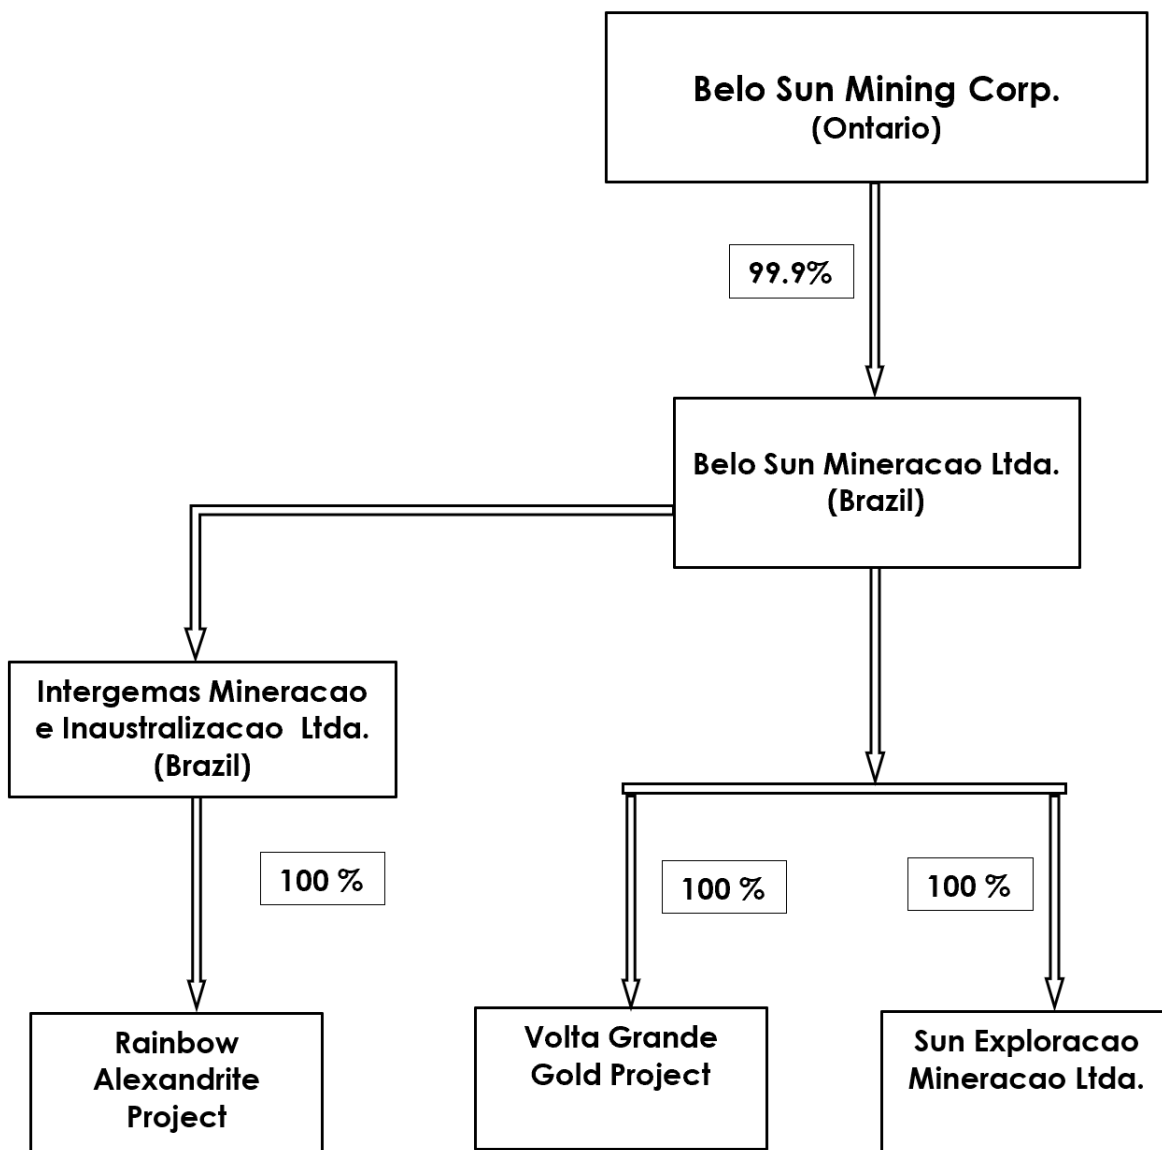 Belo Sun Mining Corp.
(Ontario)
99.9%
Belo Sun Mineracao Ltda.
(Brazil)
Intergemas Mineracao
e Inaustralizacao Ltda.
(Brazil)
100 %
100 %
100 %
Rainbow
Alexandrite
Project
Volta Grande
Gold Project
Sun Exploracao
Mineracao Ltda.